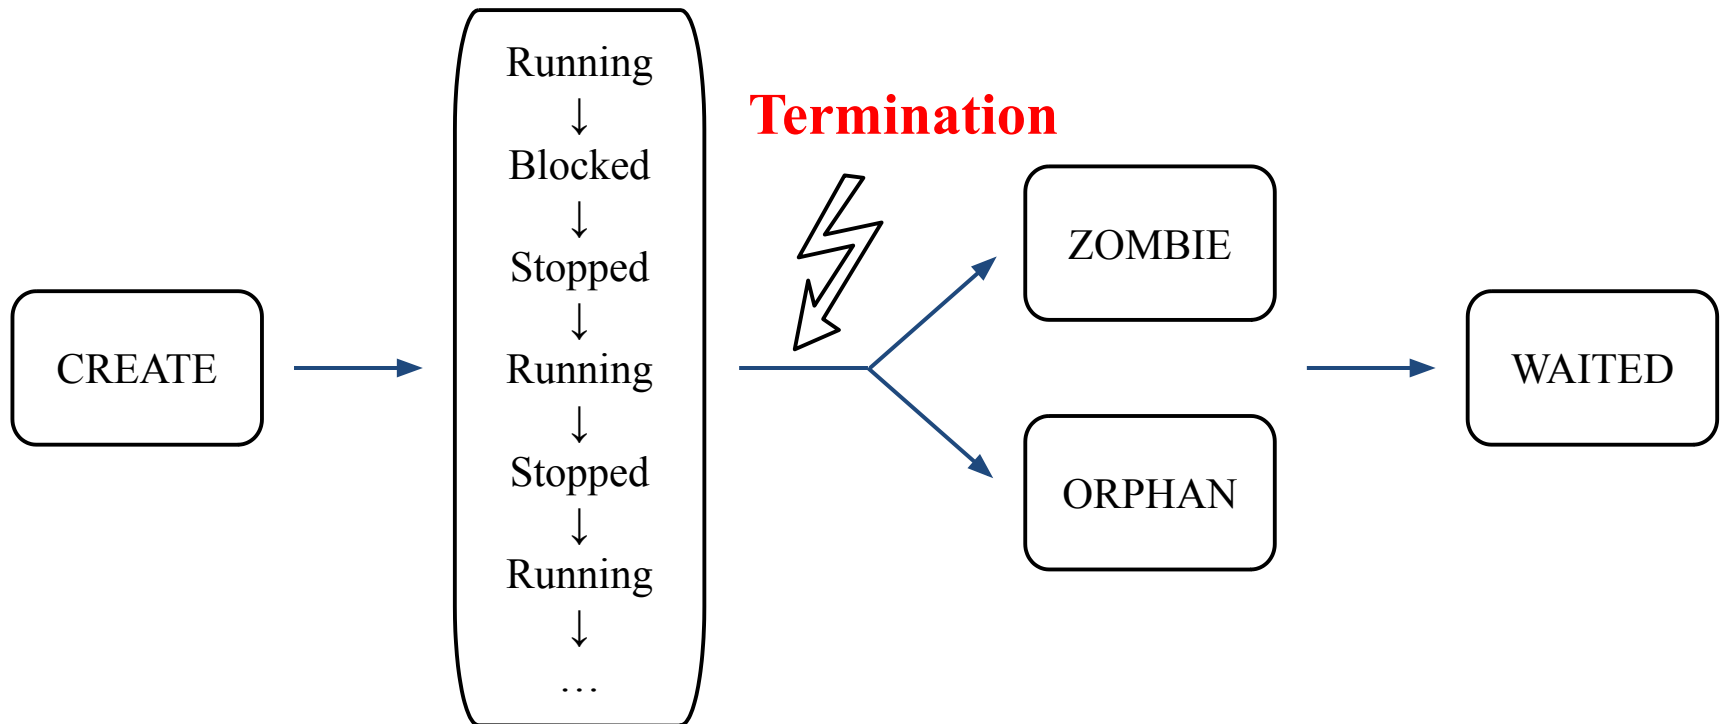 CREATE
Running
↓
Blocked
↓
Stopped
↓
Running
↓
Stopped
↓
Running
↓
…
Termination
ZOMBIE
ORPHAN
WAITED